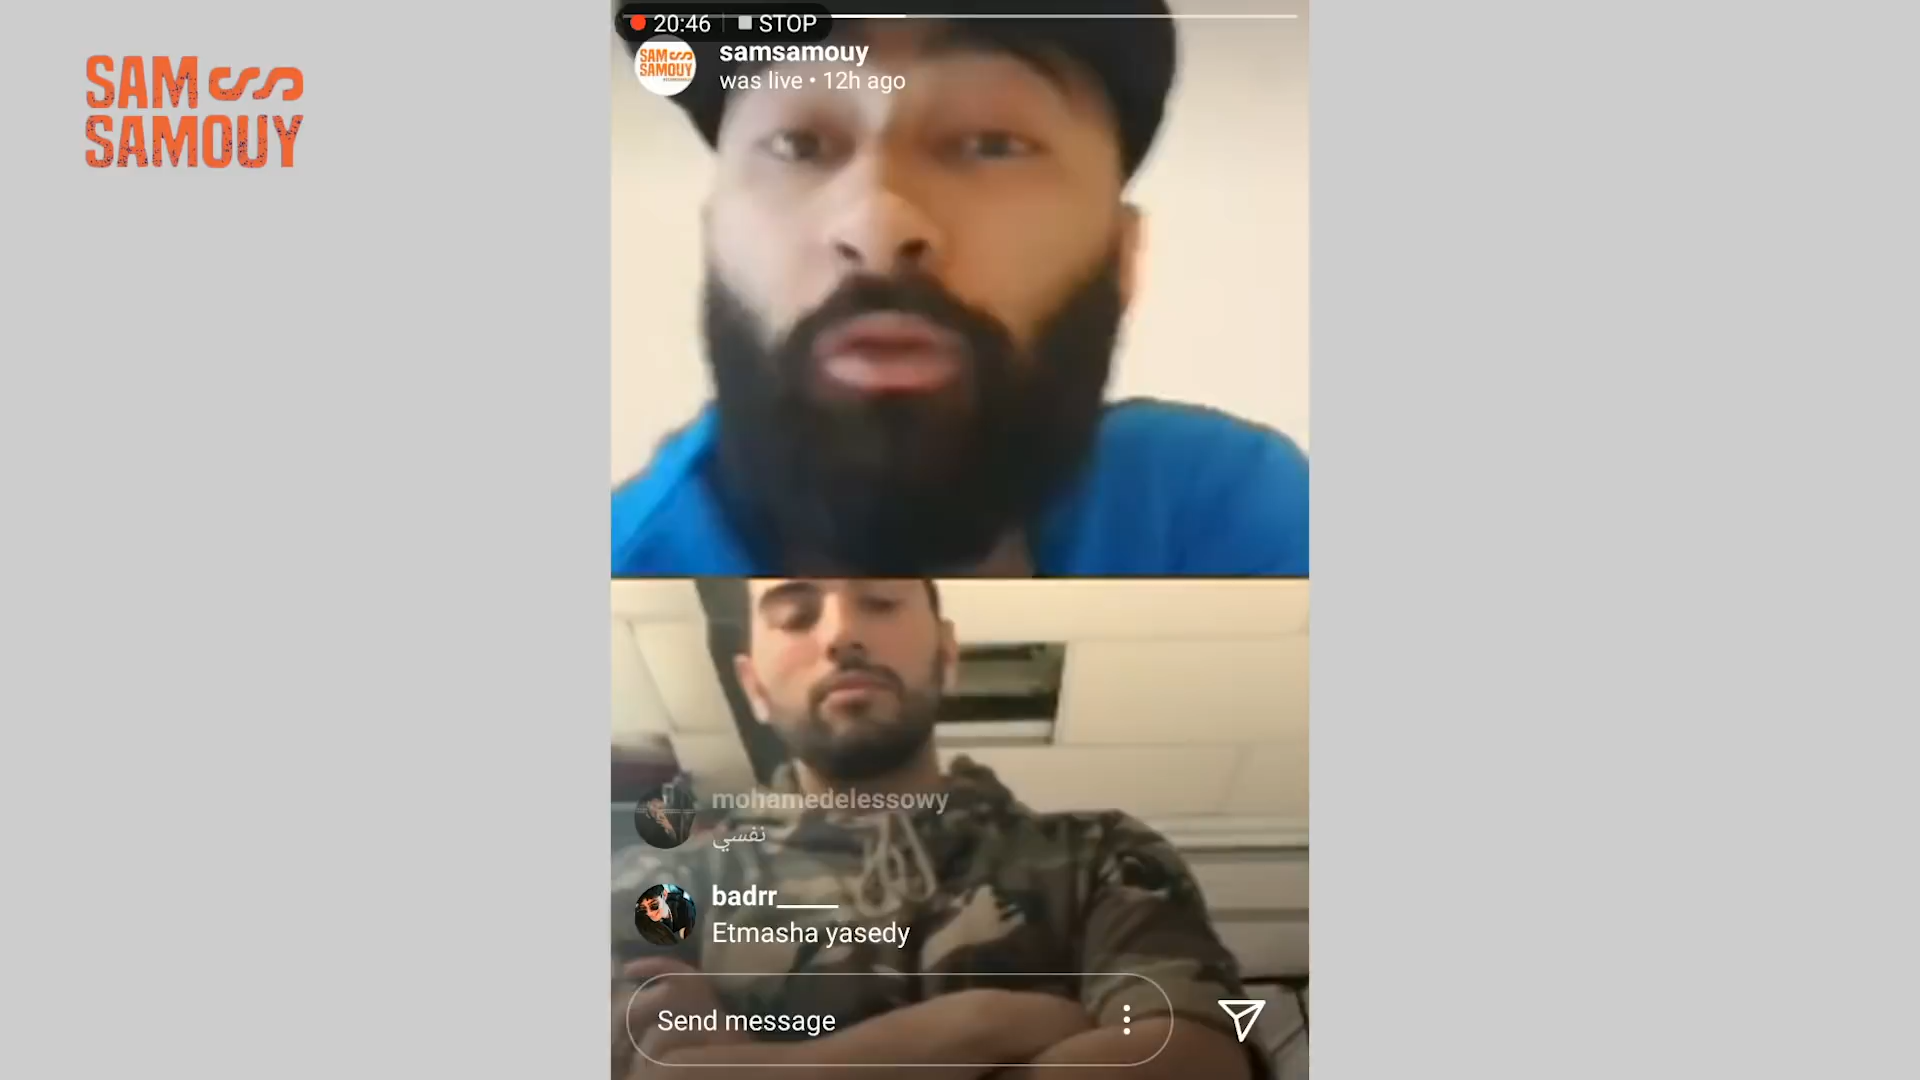 SAM
SAMOUY
20:46 STOP
SAM
SAMOUY
samsamouy
was live • 12h ago
mohamedelessowy
نفسي
badrr____
Etmasha yasedy
Send message